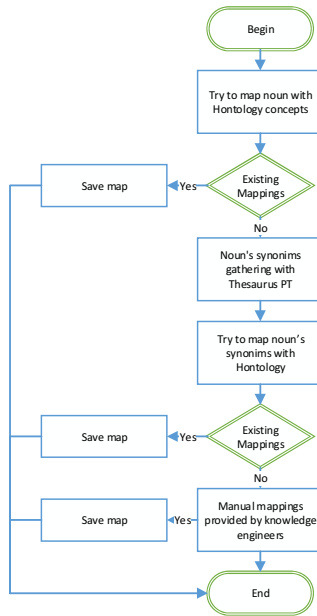 Begin
Try to map noun with
Hontology concepts
Existing
Mappings
Yes
Save map
No
Noun's synonims
gathering with
Thesaurus PT
Try to map noun’s
synonims with
Hontology
Existing
Mappings
Yes
Save map
No
Manual mappings
provided by knowledge
engineers
Yes
Save map
End